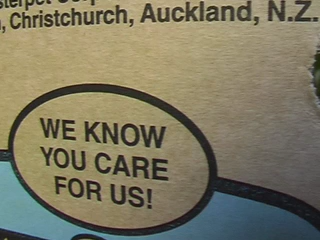 , Christchurch, Auckland, N.Z.
WE KNOW
YOU CARE
FOR US!